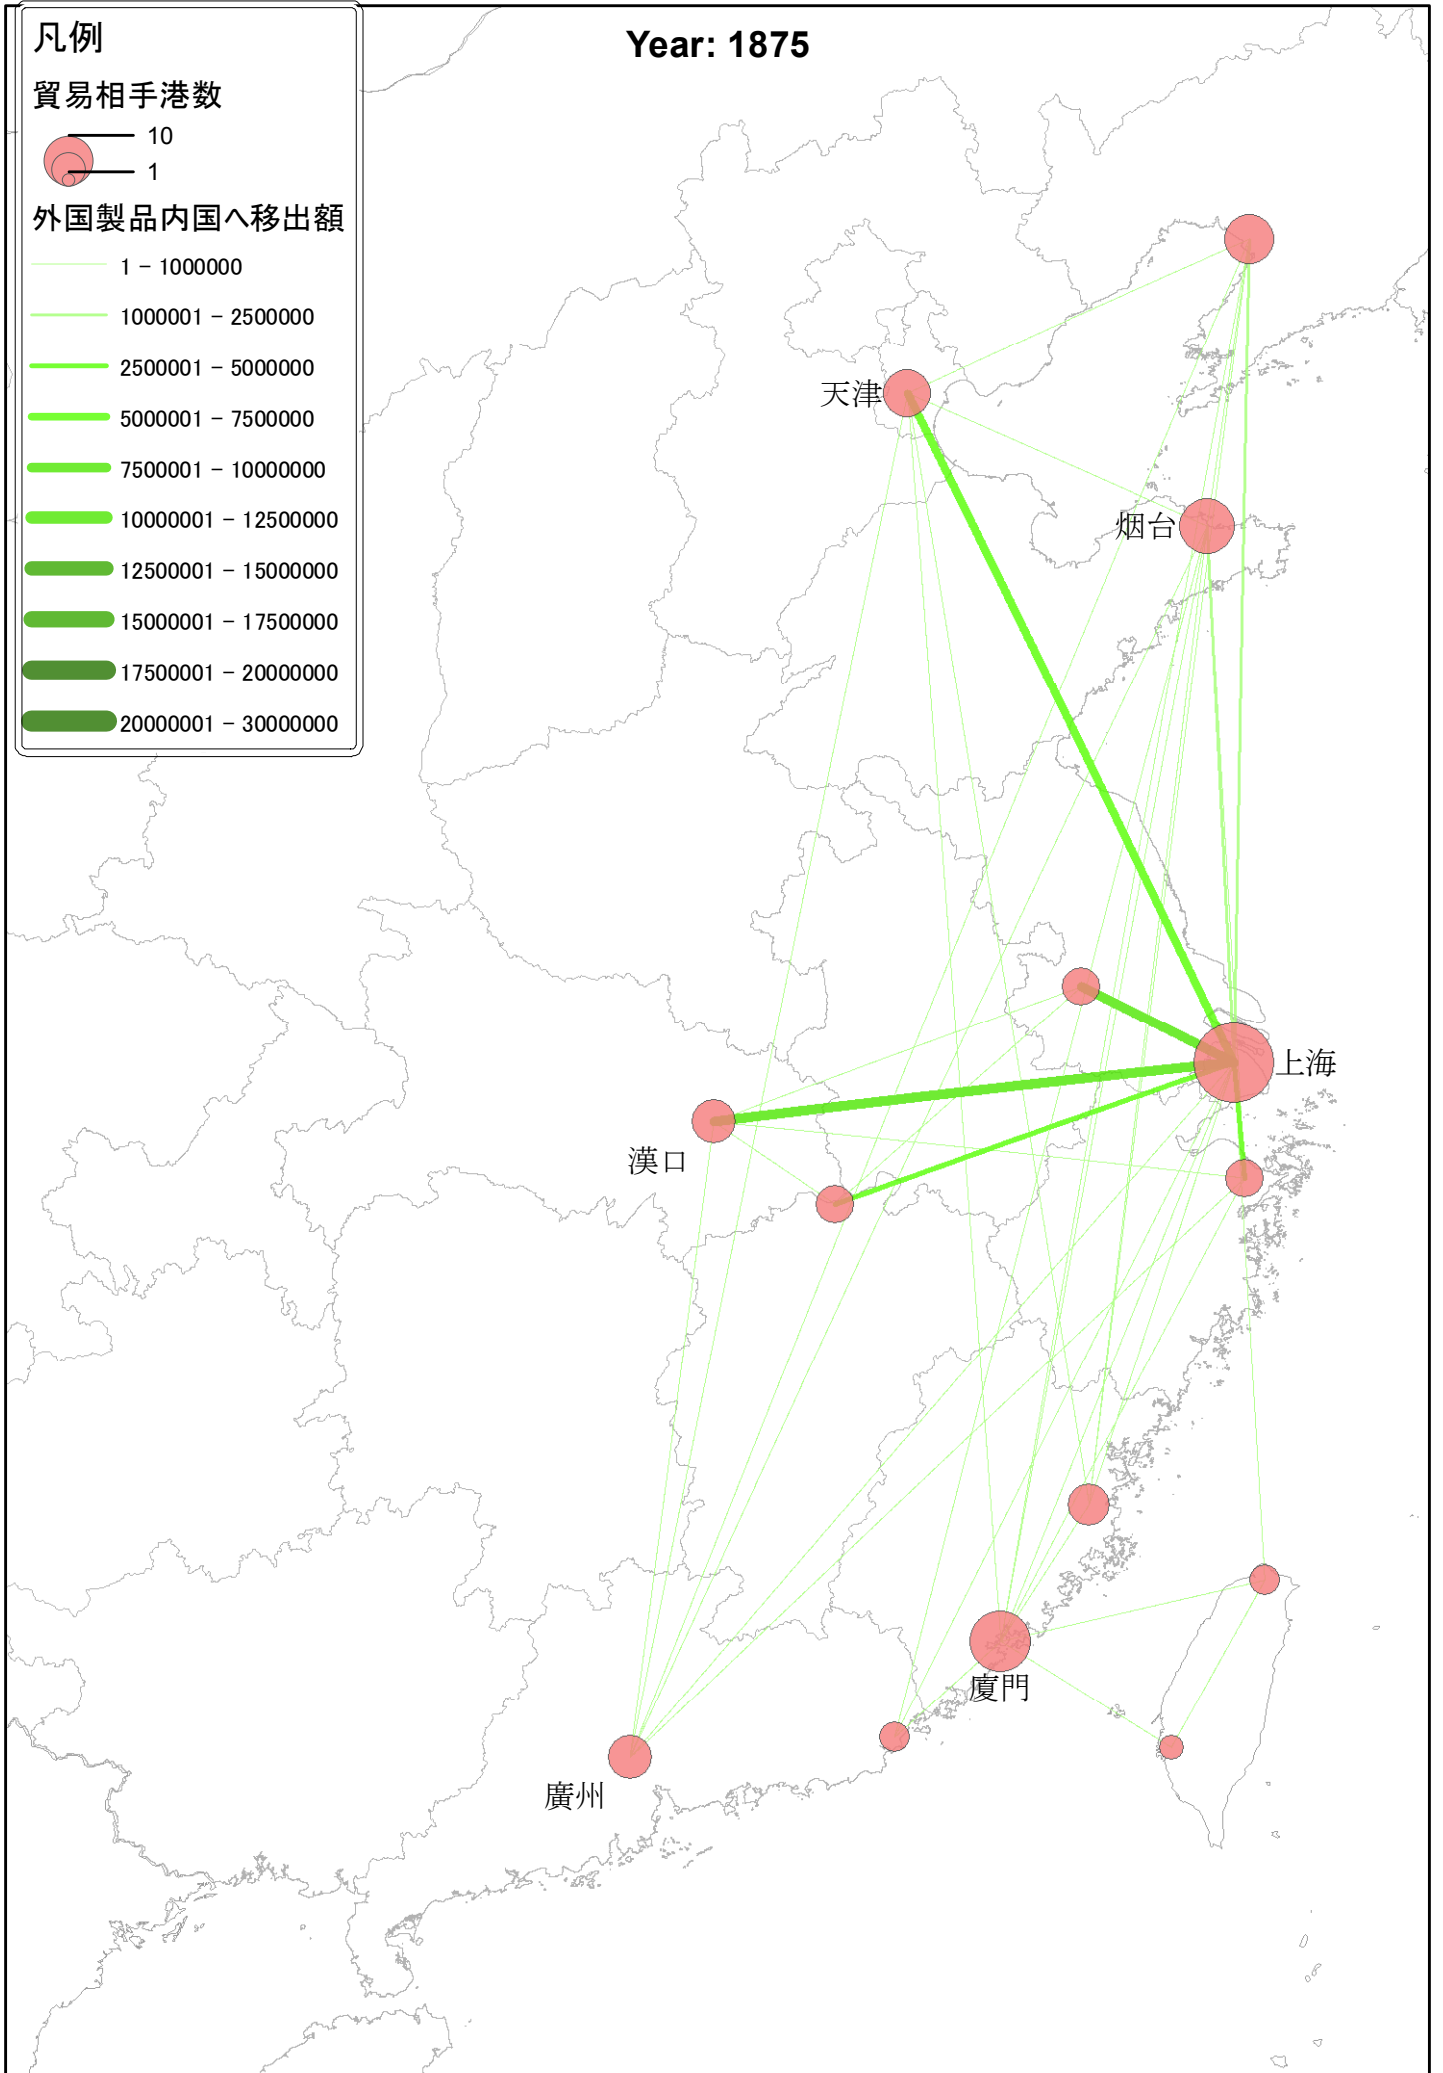 Year: 1875
凡例
貿易相手港数
10
1
外国製品内国へ移出額
1 - 1000000
1000001 - 2500000
2500001 - 5000000
5000001 - 7500000
7500001 - 10000000
10000001 - 12500000
12500001 - 15000000
15000001 - 17500000
17500001 - 20000000
20000001 - 30000000
天津
烟台
上海
漢口
廈門
廣州